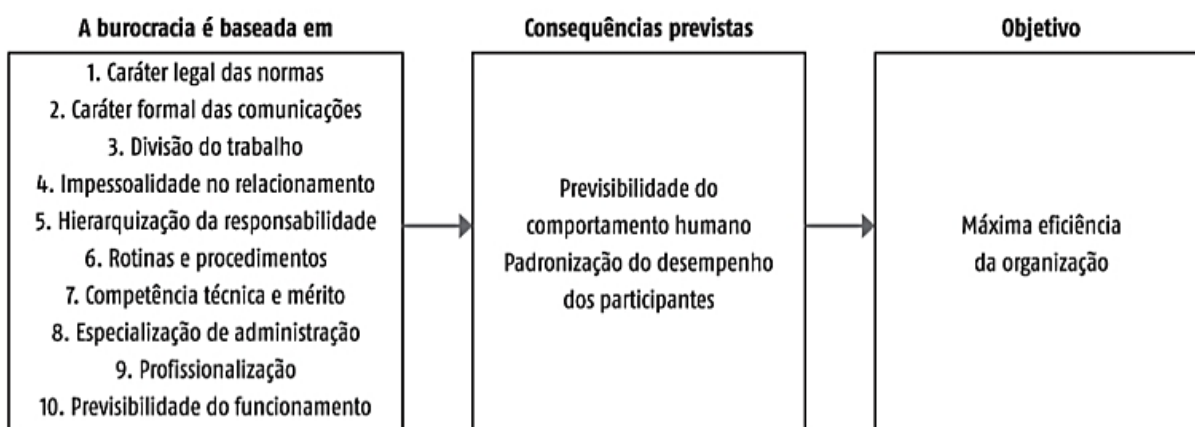 A burocracia é baseada em
1. Caráter legal das normas
2. Caráter formal das comunicações
3. Divisão do trabalho
4. Impessoalidade no relacionamento
5. Hierarquização da responsabilidade
6. Rotinas e procedimentos
7. Competência técnica e mérito
8. Especialização de administração
9. Profissionalização
10. Previsibilidade do funcionamento
Consequências previstas
Previsibilidade do
comportamento humano
Padronização do desempenho
dos participantes
Objetivo
Máxima eficiência
da organização